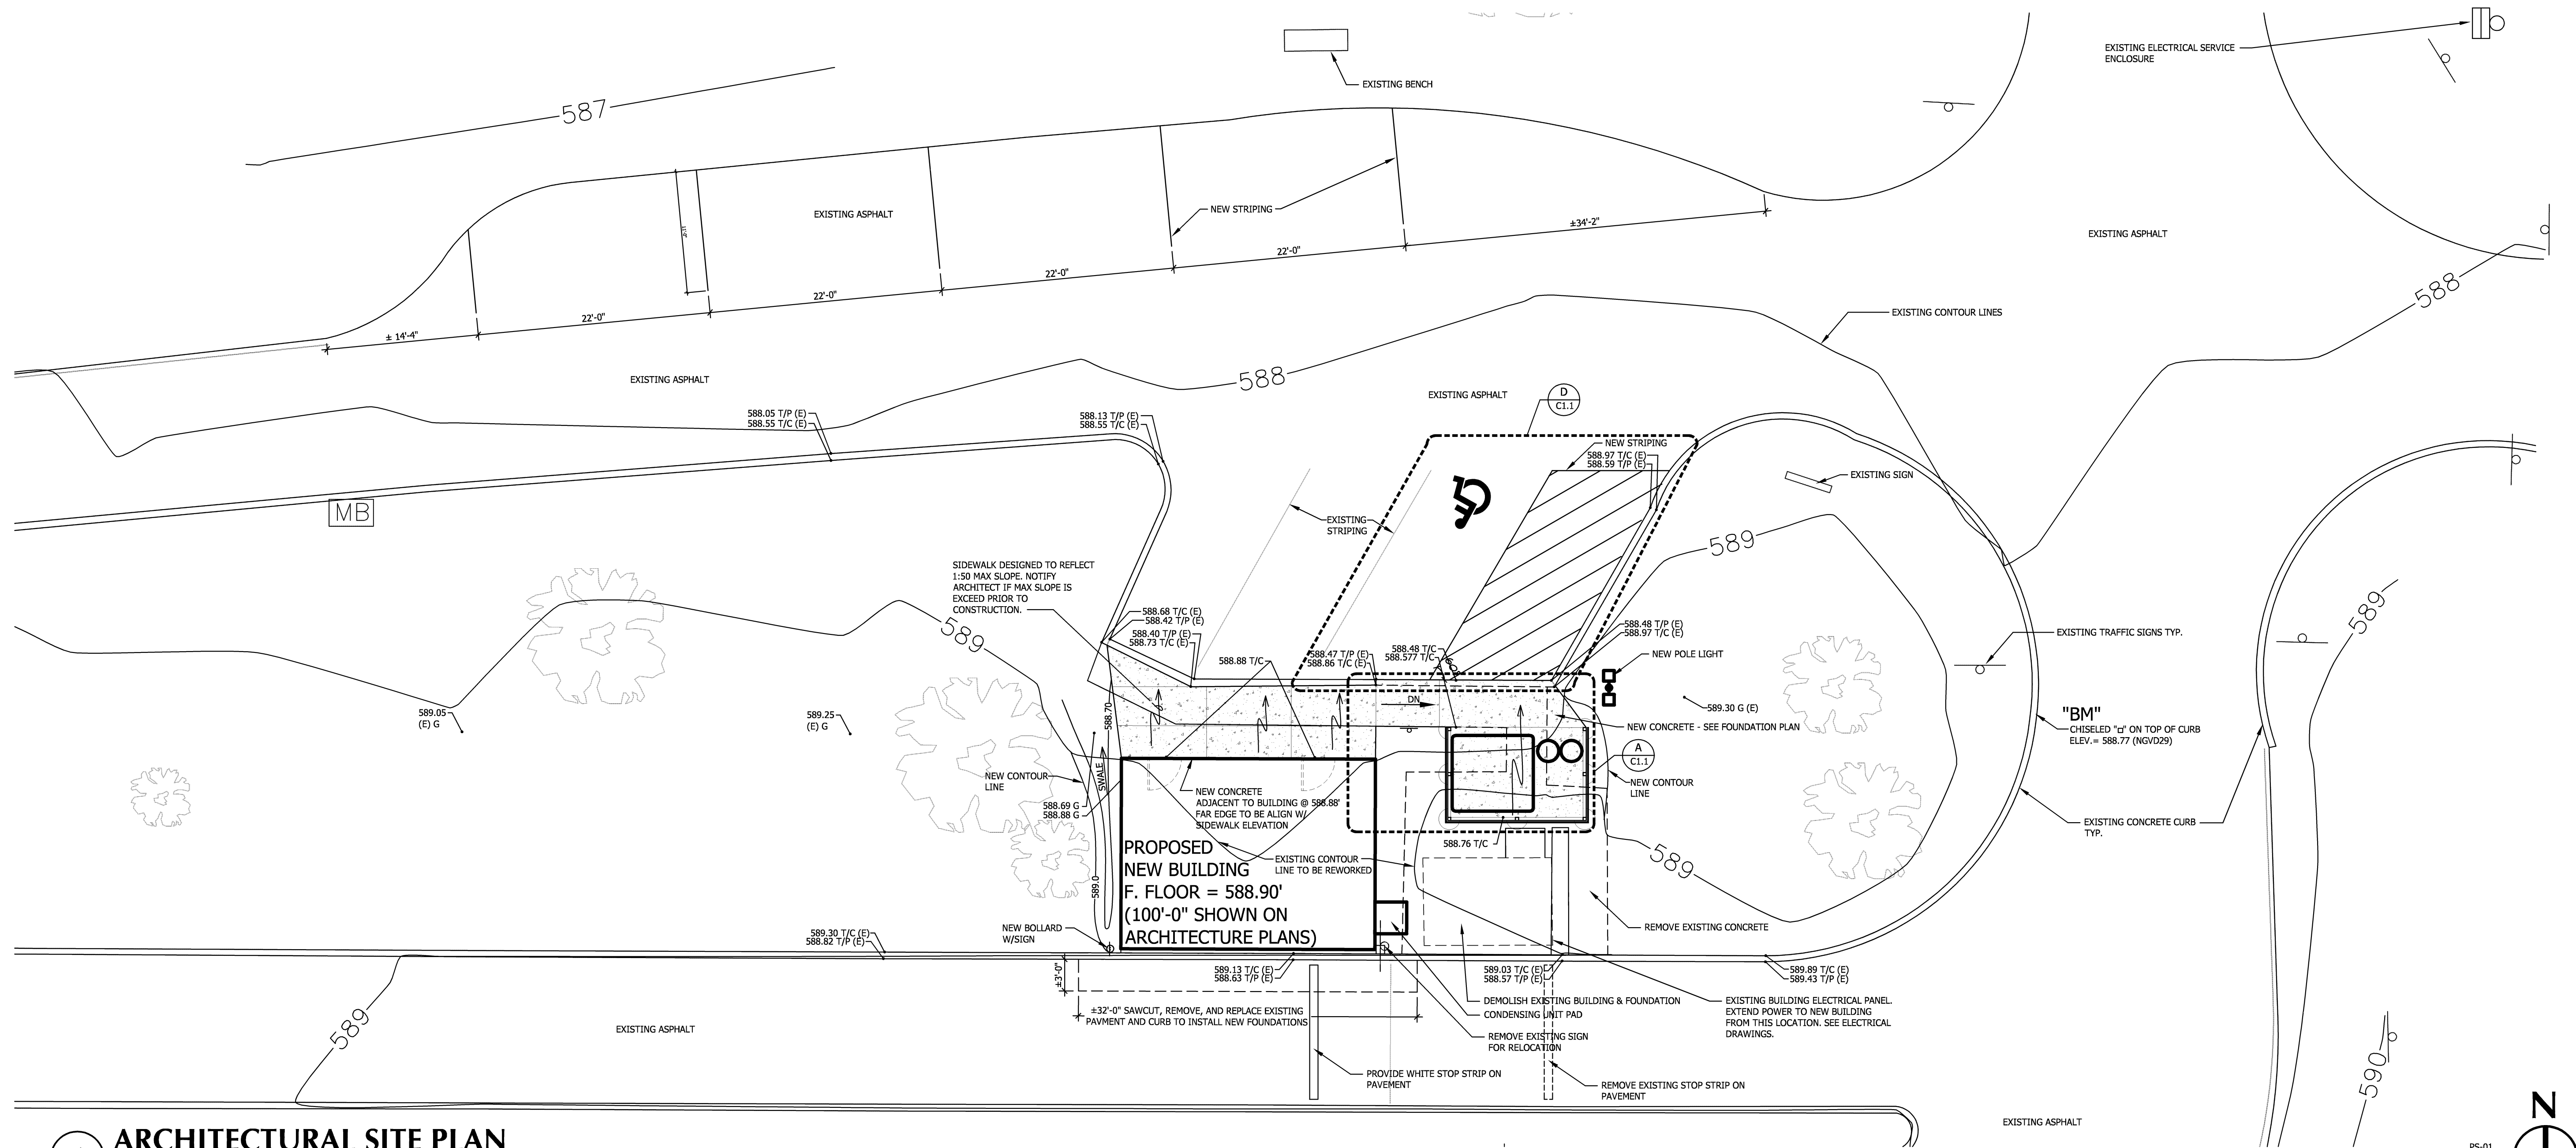 EXISTING ELECTRICAL SERVICE
ENCLOSURE
EXISTING BENCH
587
NEW STRIPING
EXISTING ASPHALT
±34'-2"
22'-0"
22'-0"
22'-0"
22'-0"
± 14'-4"
EXISTING ASPHALT
588
EXISTING CONTOUR LINES
EXISTING ASPHALT
588
EXISTING ASPHALT
D
C1.1
588.05 T/P (E)
588.55 T/C (E)
588.13 T/P (E)
588.55 T/C (E)
NEW STRIPING
588.97 T/C (E)
588.59 T/P (E)
EXISTING SIGN
MB
EXISTING
STRIPING
589
SIDEWALK DESIGNED TO REFLECT
1:50 MAX SLOPE. NOTIFY
ARCHITECT IF MAX SLOPE IS
EXCEED PRIOR TO
CONSTRUCTION.
589
589
588.68 T/C (E)
588.42 T/P (E)
588.40 T/P (E)
588.73 T/C (E)
588.48 T/P (E)
588.97 T/C (E)
EXISTING TRAFFIC SIGNS TYP.
588.88 T/C
588.47 T/P (E)
588.86 T/C (E)
588.48 T/C
588.577 T/C
NEW POLE LIGHT
DN
588.70
589.05
(E) G
589.25
(E) G
589.30 G (E)
NEW CONCRETE - SEE FOUNDATION PLAN
"BM"
CHISELED "□" ON TOP OF CURB
ELEV.= 588.77 (NGVD29)
A
C1.1
SWALE
NEW CONTOUR
LINE
NEW CONTOUR
LINE
NEW CONCRETE
ADJACENT TO BUILDING @ 588.88'
FAR EDGE TO BE ALIGN W/
SIDEWALK ELEVATION
588.69 G
588.88 G
EXISTING CONCRETE CURB
TYP.
588.76 T/C
PROPOSED
NEW BUILDING
F. FLOOR = 588.90'
(100'-0" SHOWN ON
ARCHITECTURE PLANS)
EXISTING CONTOUR
LINE TO BE REWORKED
589
589.0
NEW BOLLARD
W/SIGN
REMOVE EXISTING CONCRETE
589.30 T/C (E)
588.82 T/P (E)
589.13 T/C (E)
588.63 T/P (E)
589.03 T/C (E)
588.57 T/P (E)
589.89 T/C (E)
589.43 T/P (E)
±3'-0"
±32'-0" SAWCUT, REMOVE, AND REPLACE EXISTING
PAVMENT AND CURB TO INSTALL NEW FOUNDATIONS
DEMOLISH EXISTING BUILDING & FOUNDATION
CONDENSING UNIT PAD
EXISTING BUILDING ELECTRICAL PANEL.
EXTEND POWER TO NEW BUILDING
FROM THIS LOCATION. SEE ELECTRICAL
DRAWINGS.
589
EXISTING ASPHALT
REMOVE EXISTING SIGN
FOR RELOCATION
PROVIDE WHITE STOP STRIP ON
PAVEMENT
REMOVE EXISTING STOP STRIP ON
PAVEMENT
590
N
EXISTING ASPHALT
ARCHITECTURAL SITE PLAN
PS-01